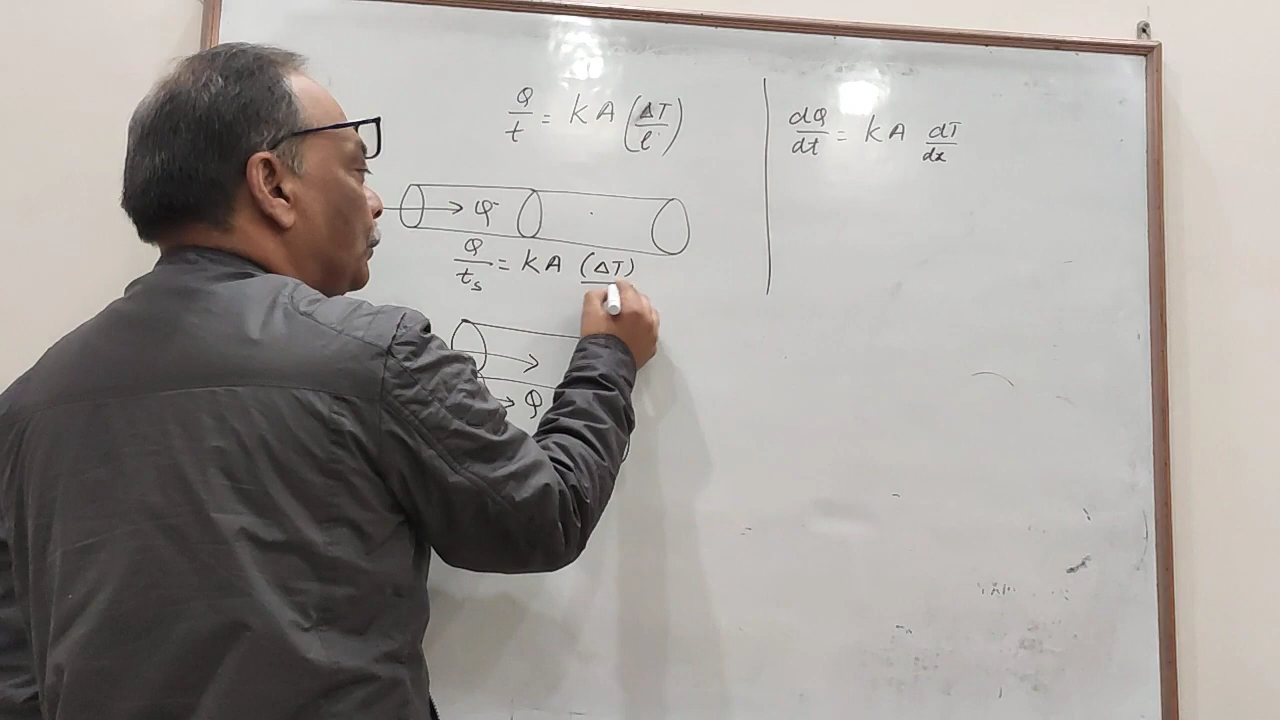 Q/t = KA (ΔT/l)
dQ/dt = KA dT/dx
→ Q
Q/t_s = KA (ΔT)
→ Q